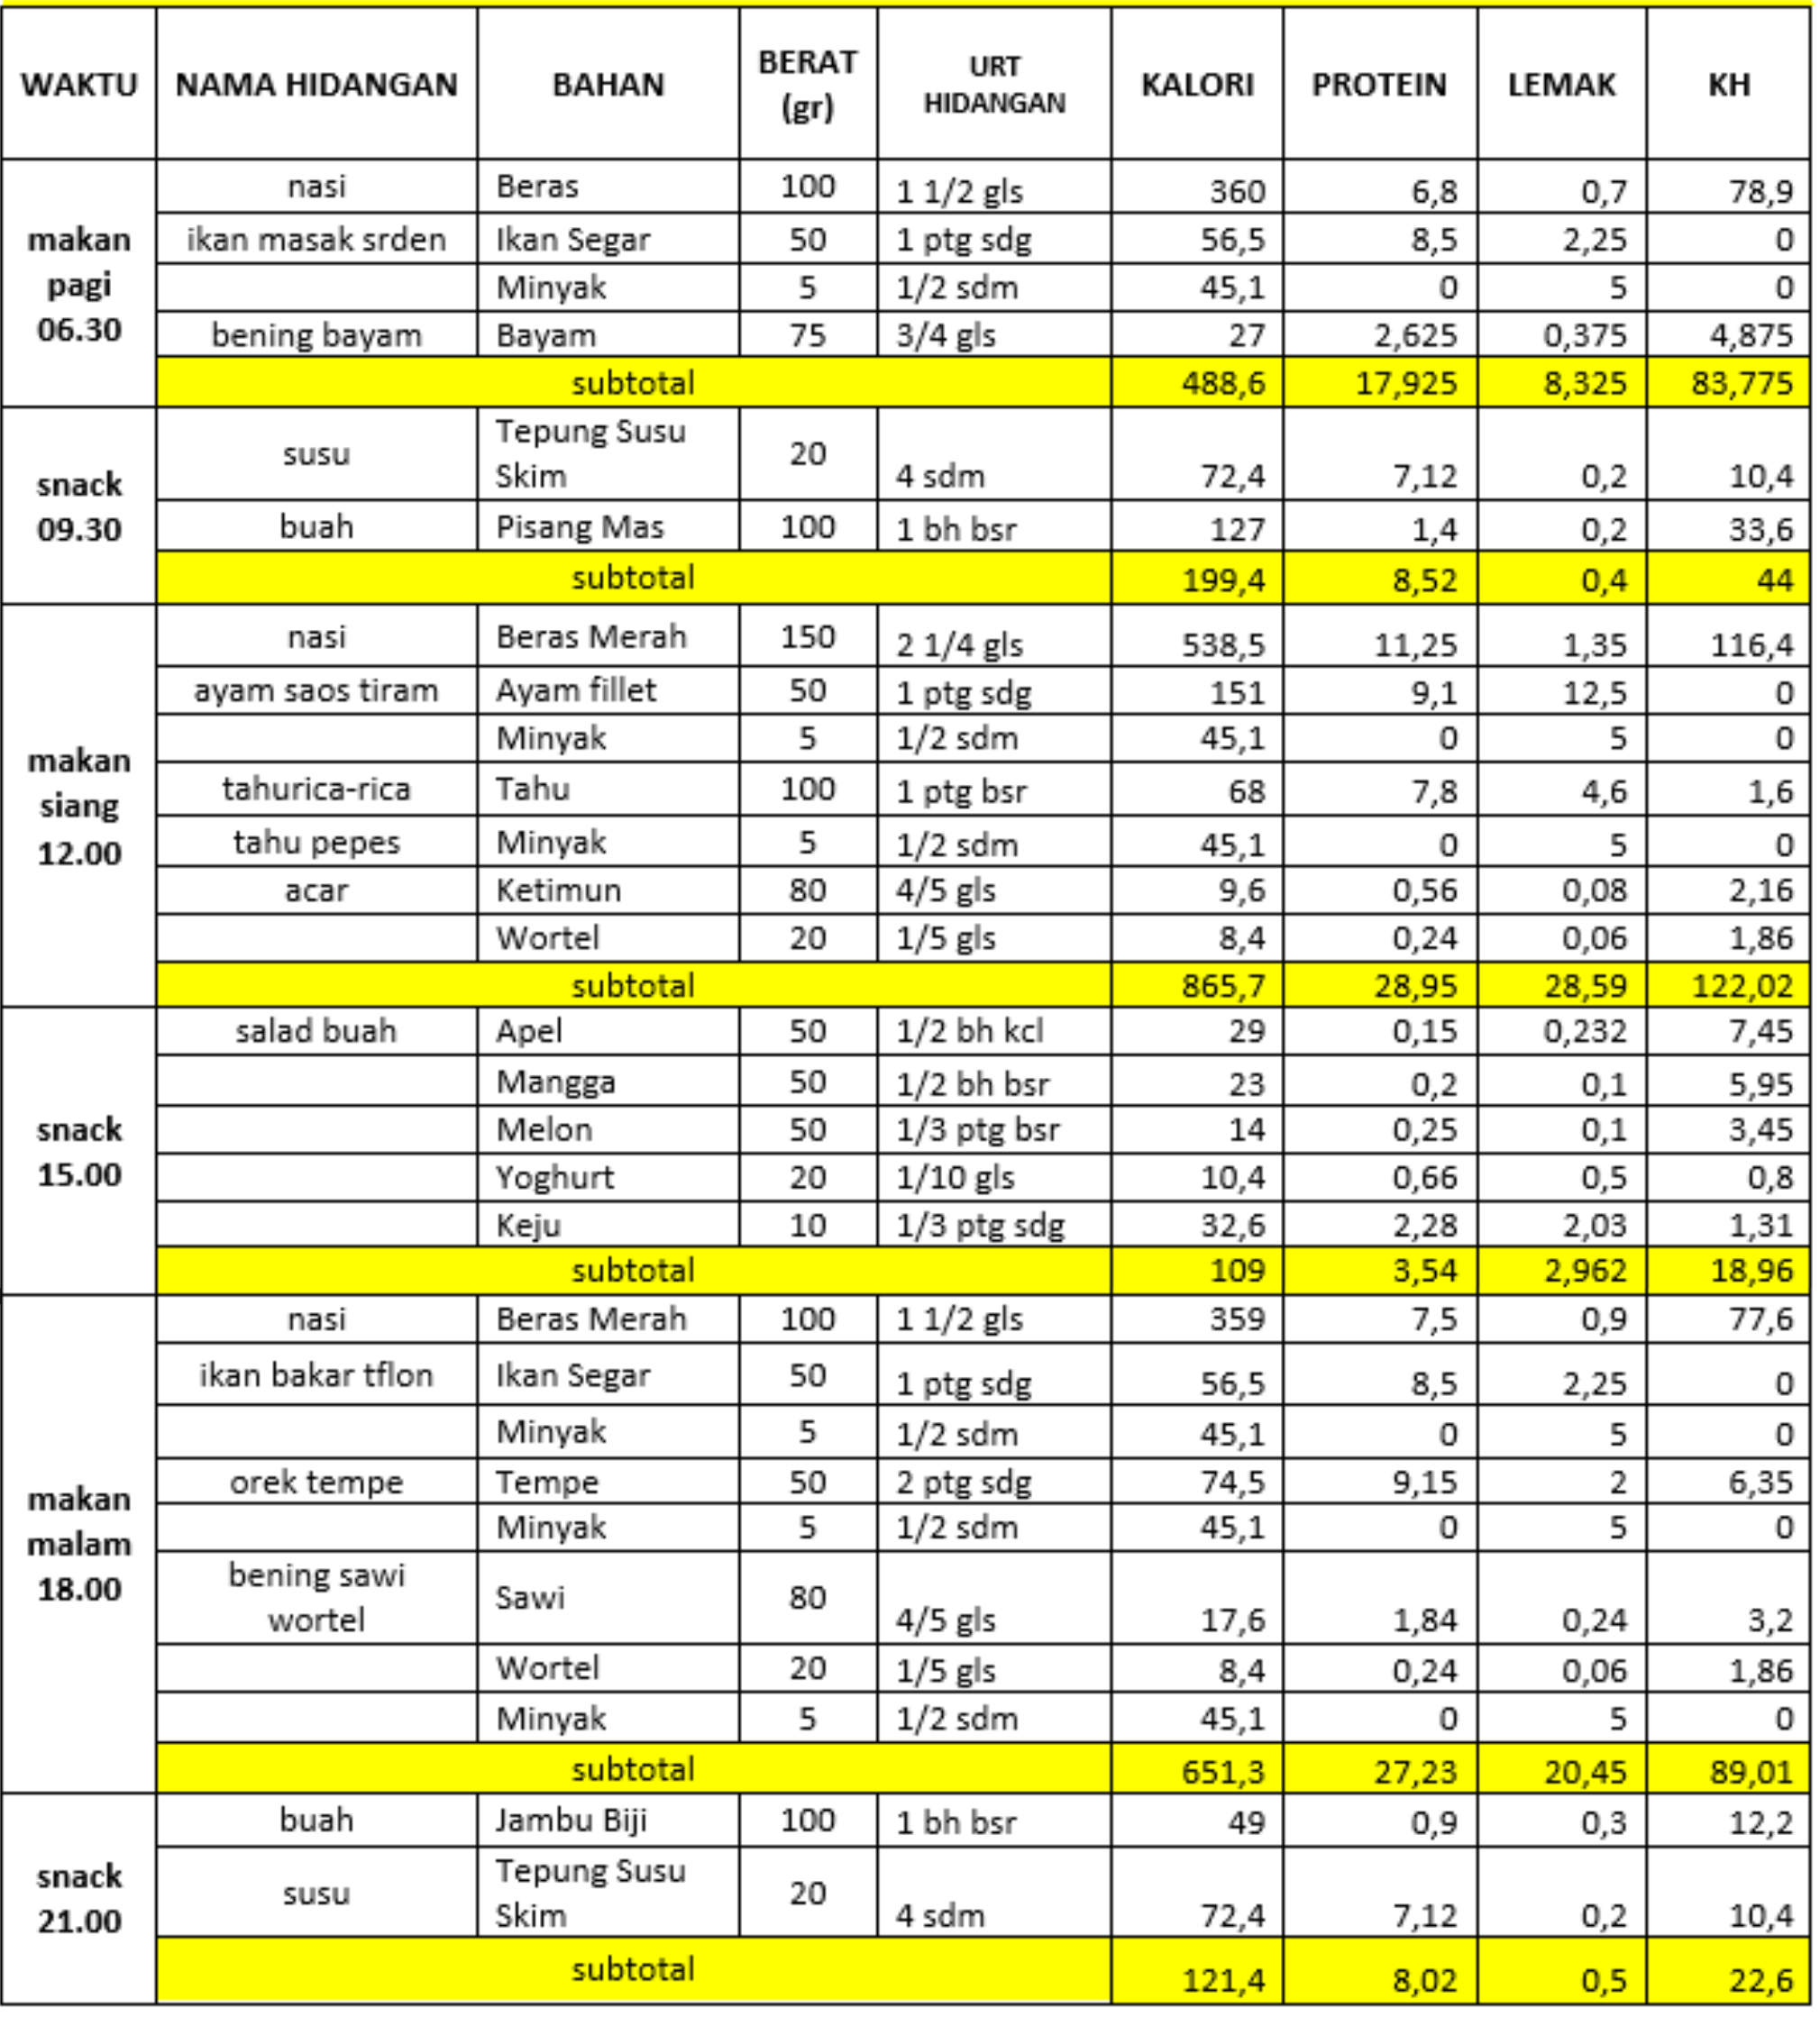 WAKTU NAMA HIDANGAN BAHAN BERAT (gr) URT HIDANGAN KALORI PROTEIN LEMAK KH
makan pagi 06.30
nasi Beras 100 1 1/2 gls 360 6,8 0,7 78,9
ikan masak srden Ikan Segar 50 1 ptg sdg 56,5 8,5 2,25 0
Minyak 5 1/2 sdm 45,1 0 5 0
bening bayam Bayam 75 3/4 gls 27 2,625 0,375 4,875
subtotal 488,6 17,925 8,325 83,775
snack 09.30
susu Tepung Susu Skim 20 4 sdm 72,4 7,12 0,2 10,4
buah Pisang Mas 100 1 bh bsr 127 1,4 0,2 33,6
subtotal 199,4 8,52 0,4 44
makan siang 12.00
nasi Beras Merah 150 2 1/4 gls 538,5 11,25 1,35 116,4
ayam saos tiram Ayam fillet 50 1 ptg sdg 151 9,1 12,5 0
Minyak 5 1/2 sdm 45,1 0 5 0
tahurica-rica Tahu 100 1 ptg bsr 68 7,8 4,6 1,6
tahu pepes Minyak 5 1/2 sdm 45,1 0 5 0
acar Ketimun 80 4/5 gls 9,6 0,56 0,08 2,16
Wortel 20 1/5 gls 8,4 0,24 0,06 1,86
subtotal 865,7 28,95 28,59 122,02
snack 15.00
salad buah Apel 50 1/2 bh kcl 29 0,15 0,232 7,45
Mangga 50 1/2 bh bsr 23 0,2 0,1 5,95
Melon 50 1/3 ptg bsr 14 0,25 0,1 3,45
Yoghurt 20 1/10 gls 10,4 0,66 0,5 0,8
Keju 10 1/3 ptg sdg 32,6 2,28 2,03 1,31
subtotal 109 3,54 2,962 18,96
makan malam 18.00
nasi Beras Merah 100 1 1/2 gls 359 7,5 0,9 77,6
ikan bakar tflon Ikan Segar 50 1 ptg sdg 56,5 8,5 2,25 0
Minyak 5 1/2 sdm 45,1 0 5 0
orek tempe Tempe 50 2 ptg sdg 74,5 9,15 2 6,35
Minyak 5 1/2 sdm 45,1 0 5 0
bening sawi wortel Sawi 80 4/5 gls 17,6 1,84 0,24 3,2
Wortel 20 1/5 gls 8,4 0,24 0,06 1,86
Minyak 5 1/2 sdm 45,1 0 5 0
subtotal 651,3 27,23 20,45 89,01
snack 21.00
buah Jambu Biji 100 1 bh bsr 49 0,9 0,3 12,2
susu Tepung Susu Skim 20 4 sdm 72,4 7,12 0,2 10,4
subtotal 121,4 8,02 0,5 22,6